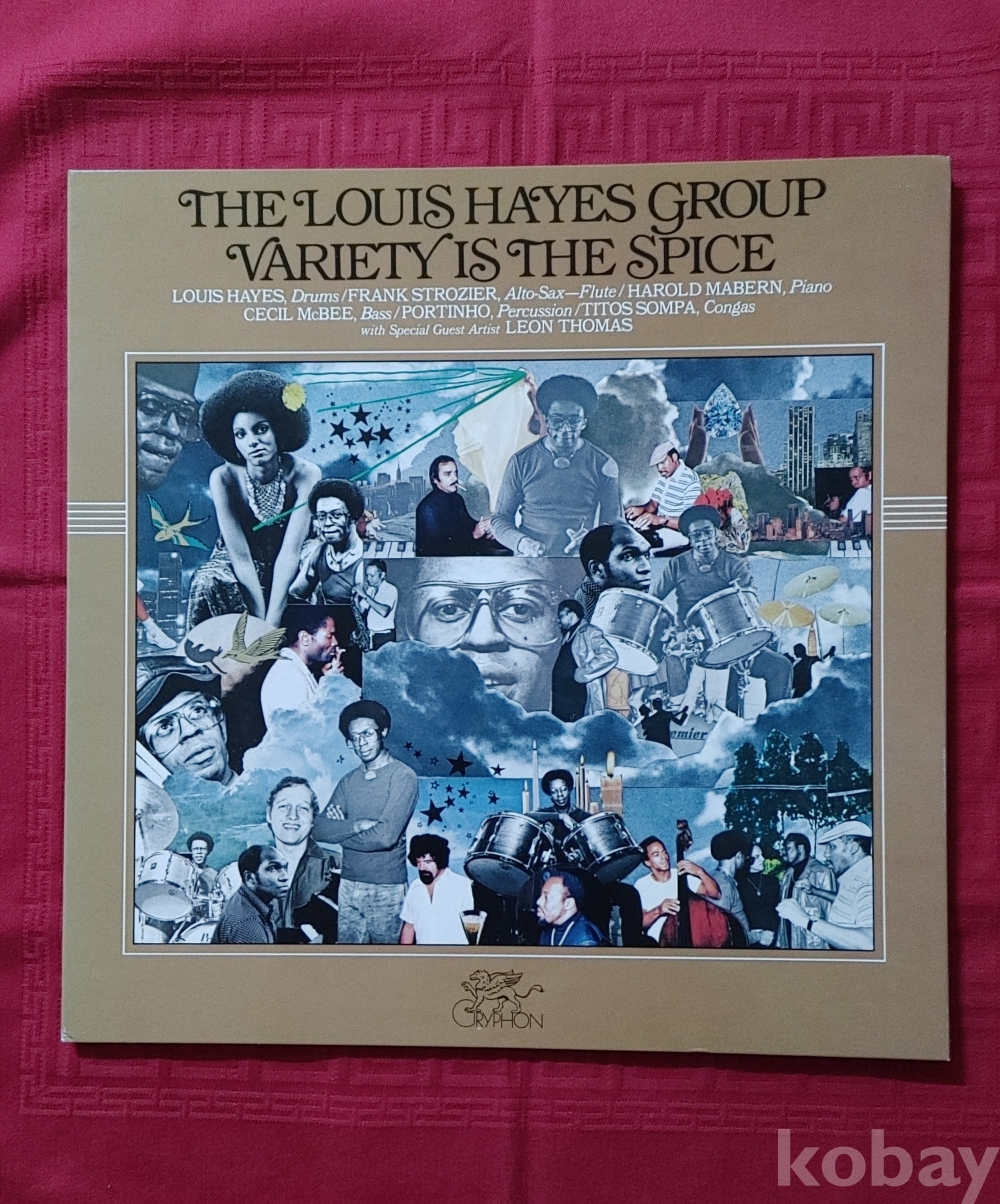 THE LOUIS HAYES GROUP
VARIETY IS THE SPICE
LOUIS HAYES, Drums/FRANK STROZIER, Alto-Sax—Flute/HAROLD MABERN, Piano
CECIL McBEE, Bass/PORTINHO, Percussion/TITOS SOMPA, Congas
with Special Guest Artist LEON THOMAS
emier
GRYPHON
kobay